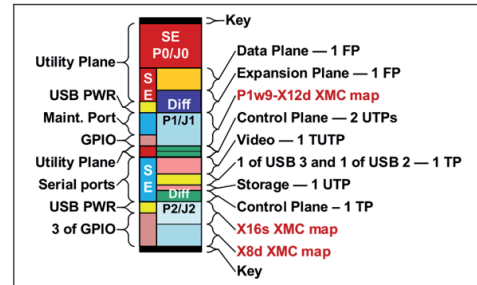 Key
SE
P0/J0
Utility Plane
Data Plane — 1 FP
Expansion Plane — 1 FP
S
E
USB PWR
Diff
P1w9-X12d XMC map
Maint. Port
P1/J1
Control Plane — 2 UTPs
GPIO
Video — 1 TUTP
Utility Plane
1 of USB 3 and 1 of USB 2 — 1 TP
Serial ports
S
E
Storage — 1 UTP
Diff
USB PWR
P2/J2
Control Plane – 1 TP
3 of GPIO
X16s XMC map
X8d XMC map
Key